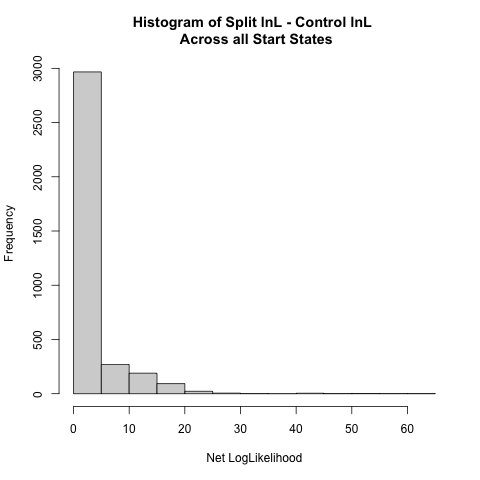 Histogram of Split lnL - Control lnL
Across all Start States
Frequency
3000
2500
2000
1500
1000
500
0
0 10 20 30 40 50 60
Net LogLikelihood